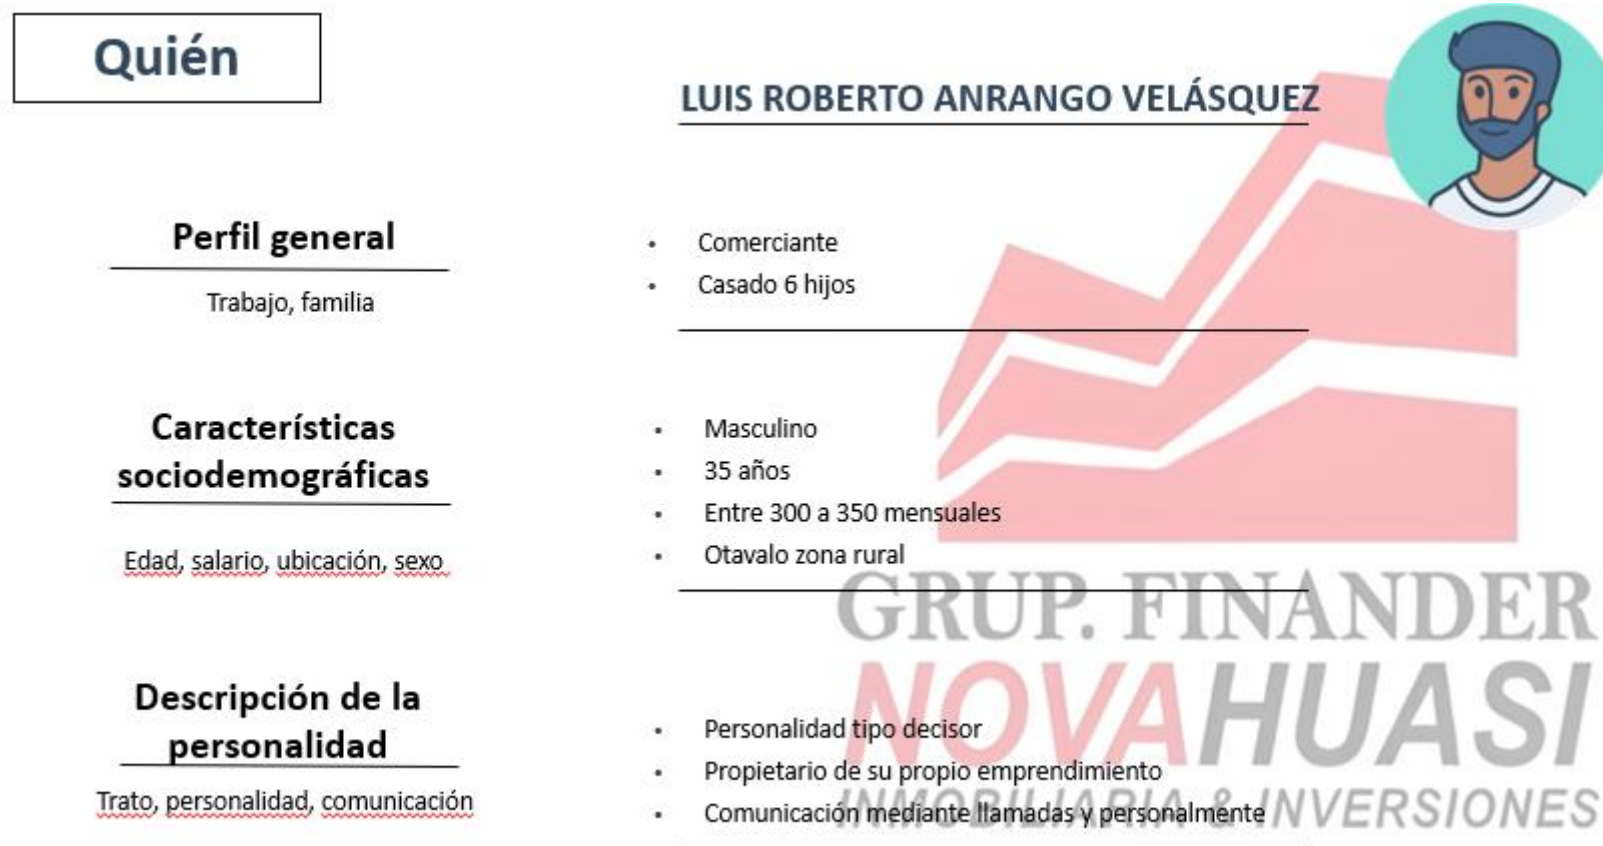 Quién
LUIS ROBERTO ANRANGO VELÁSQUEZ
Perfil general
Trabajo, familia
Comerciante
Casado 6 hijos
Características
sociodemográficas
Edad, salario, ubicación, sexo
Masculino
35 años
Entre 300 a 350 mensuales
Otavalo zona rural
Descripción de la
personalidad
Trato, personalidad, comunicación
Personalidad tipo decisor
Propietario de su propio emprendimiento
Comunicación mediante llamadas y personalmente
GRUP. FINANDER
NOVAHUASI
INMOBILIARIA & INVERSIONES